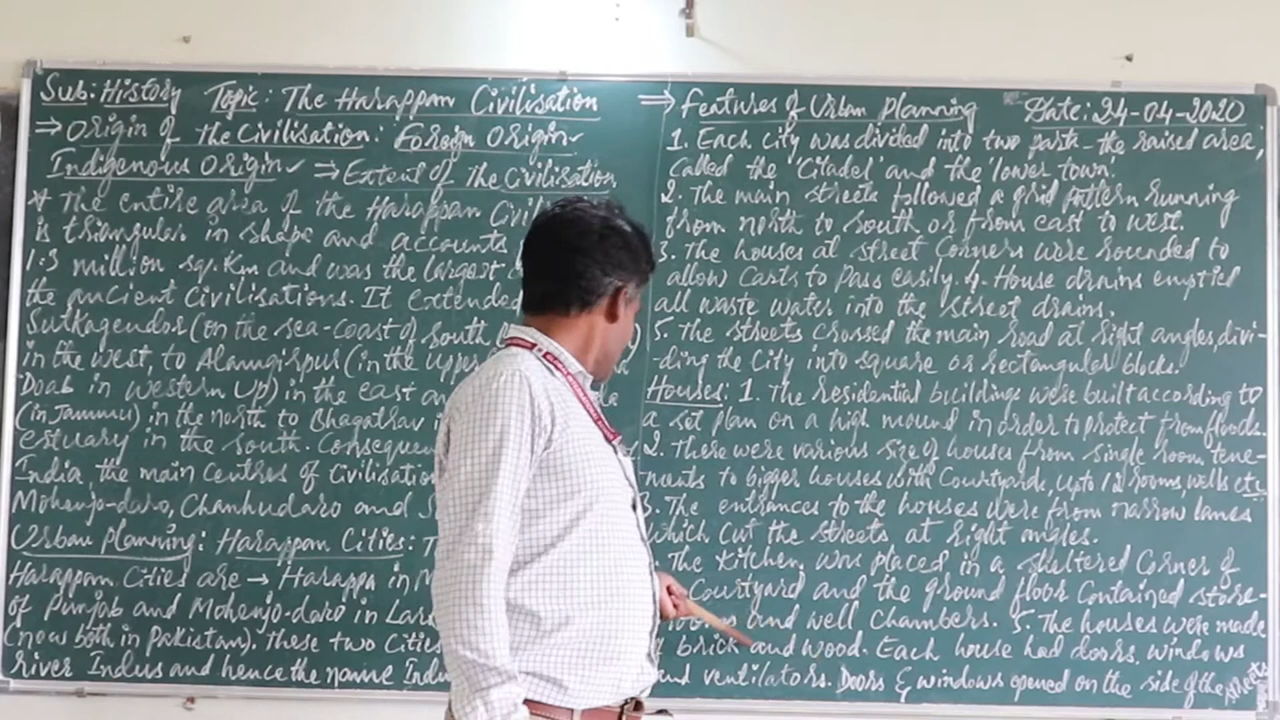 Sub: History Topic: The Harappan Civilisation
⇒ Origin of the Civilisation: Foreign Origin
Indigenous Origin ⇒ Extent of The Civilisation
* The entire area of the Harappan
is triangular in shape and accounts
1.3 million sq. Km and was the largest
the ancient Civilisations. It extended
Sutkagendor (on the sea-coast of South
in the west, to Alamgirpur (in the upper
Doab in western Up) in the east
(in Jammu) in the north to Bhagatrav
estuary in the south.
India, the main centres of Civilisation
Mohenjo-daro, Chanhudaro and
Urban Planning: Harappan Cities:
Harappan Cities are → Harappa in
of Punjab and Mohenjo-daro in
(now both in Pakistan). These two Cities
river Indus and hence the name
⇒ Features of Urban Planning Date: 24-04-2020
1. Each city was divided into two parts - the raised area,
called the 'Citadel' and the 'lower town'.
2. The main streets followed a grid pattern running
from north to south or from east to west.
3. The houses at street Corners were rounded to
allow Carts to pass easily. 4. House drains emptied
all waste water into the street drains.
5. The streets crossed the main road at right angles, divi-
-ding the City into square or rectangular blocks.
Houses: 1. The residential buildings were built according to
a set plan on a high mound in order to protect from floods.
2. There were various size of houses from single room tene-
ments to bigger houses with Courtyards, upto 12 rooms, wells etc.
3. The entrances to the houses were from narrow lanes
which cut the streets at right angles.
The Kitchen was placed in a sheltered Corner of
Courtyard and the ground floor Contained store-
rooms and well Chambers. 5. The houses were made
brick and wood. Each house had doors, windows
and ventilators. Doors & windows opened on the side of the streets